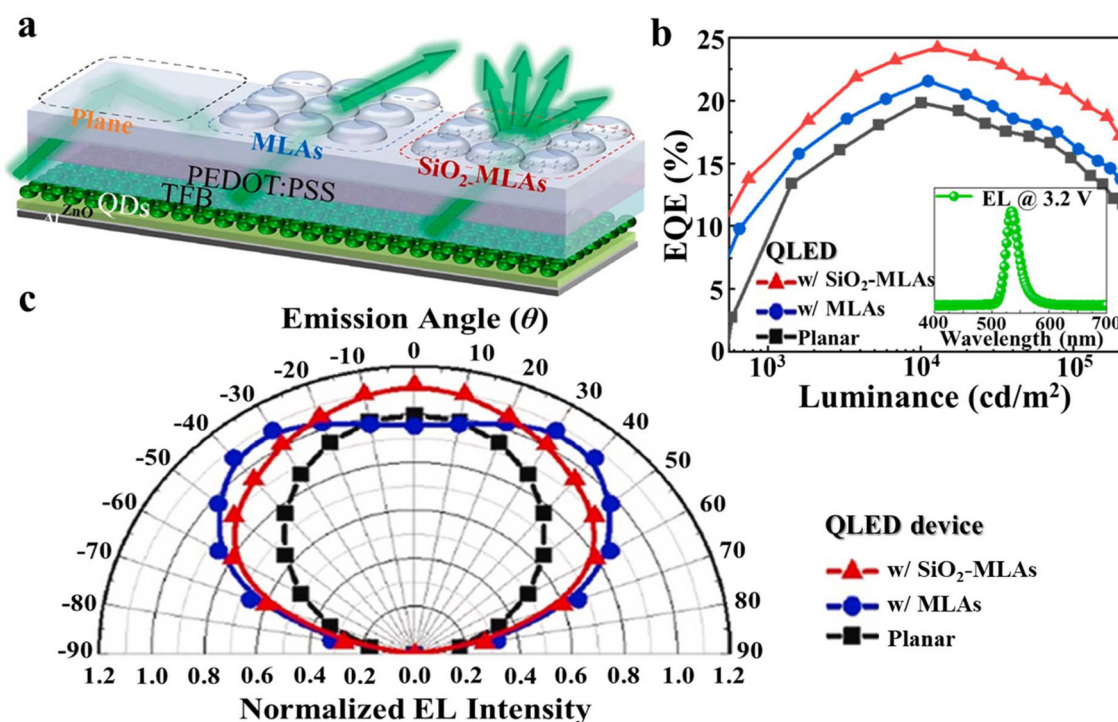 a
Plane
MLAs
SiO₂-MLAs
PEDOT:PSS
TFB
QDs
ZnO
Al
b
EQE (%)
25
20
15
10
5
0
QLED
w/ SiO₂-MLAs
w/ MLAs
Planar
EL @ 3.2 V
400 500 600 700
Wavelength (nm)
10³ 10⁴ 10⁵
Luminance (cd/m²)
c
Emission Angle (θ)
-90 -80 -70 -60 -50 -40 -30 -20 -10 0 10 20 30 40 50 60 70 80 90
1.2 1.0 0.8 0.6 0.4 0.2 0.0 0.2 0.4 0.6 0.8 1.0 1.2
Normalized EL Intensity
QLED device
w/ SiO₂-MLAs
w/ MLAs
Planar